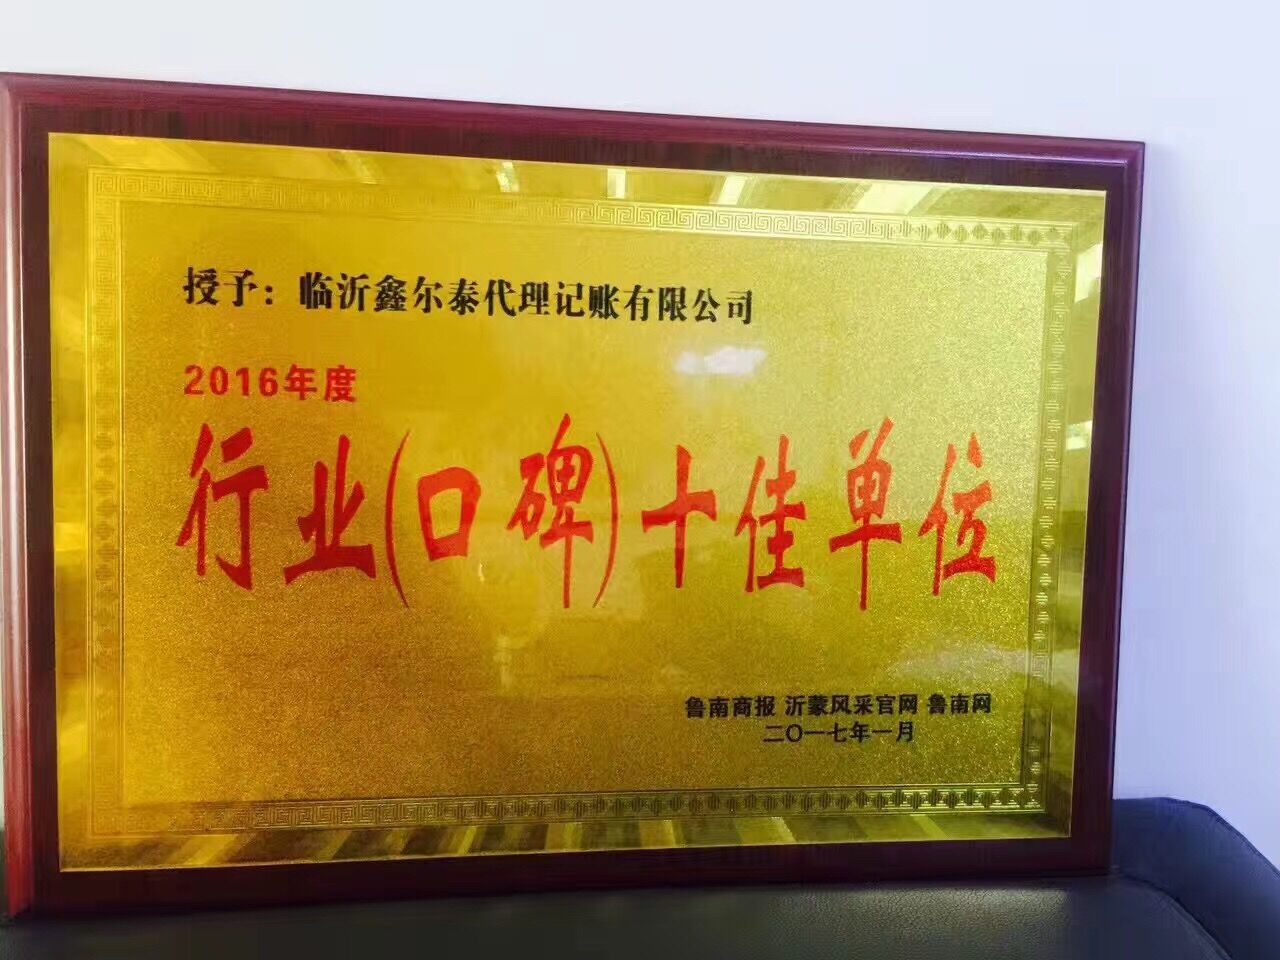 授予：临沂鑫尔泰代理记账有限公司
2016年度
行业(口碑)十佳单位
鲁南商报 沂蒙风采官网 鲁南网
二〇一七年一月